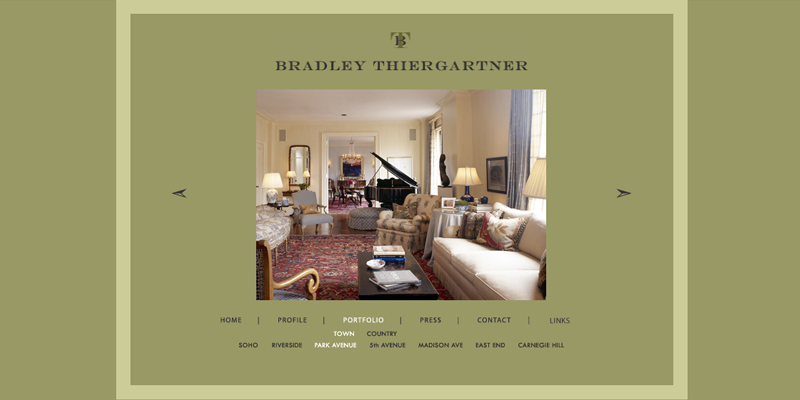 TB
BRADLEY THIERGARTNER
HOME | PROFILE | PORTFOLIO | PRESS | CONTACT | LINKS
TOWN COUNTRY
SOHO RIVERSIDE PARK AVENUE 5th AVENUE MADISON AVE EAST END CARNEGIE HILL